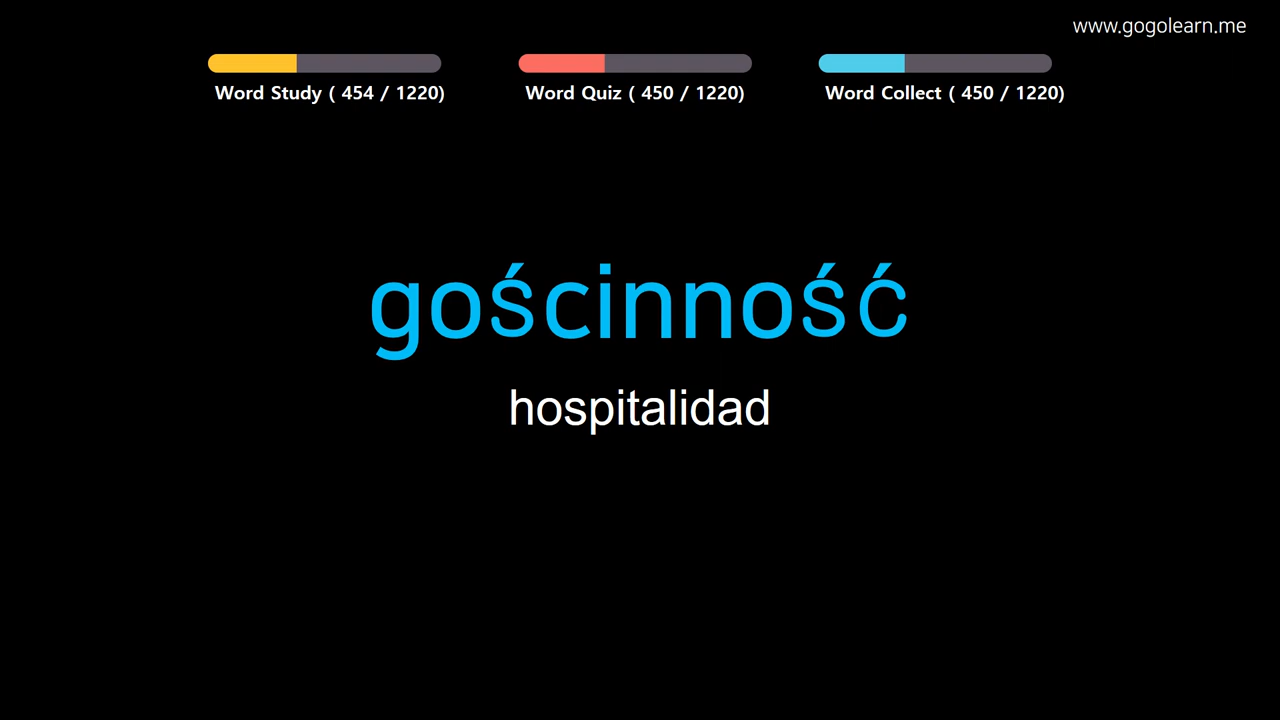 www.gogolearn.me
Word Study ( 454 / 1220)
Word Quiz ( 450 / 1220)
Word Collect ( 450 / 1220)
gościnność
hospitalidad